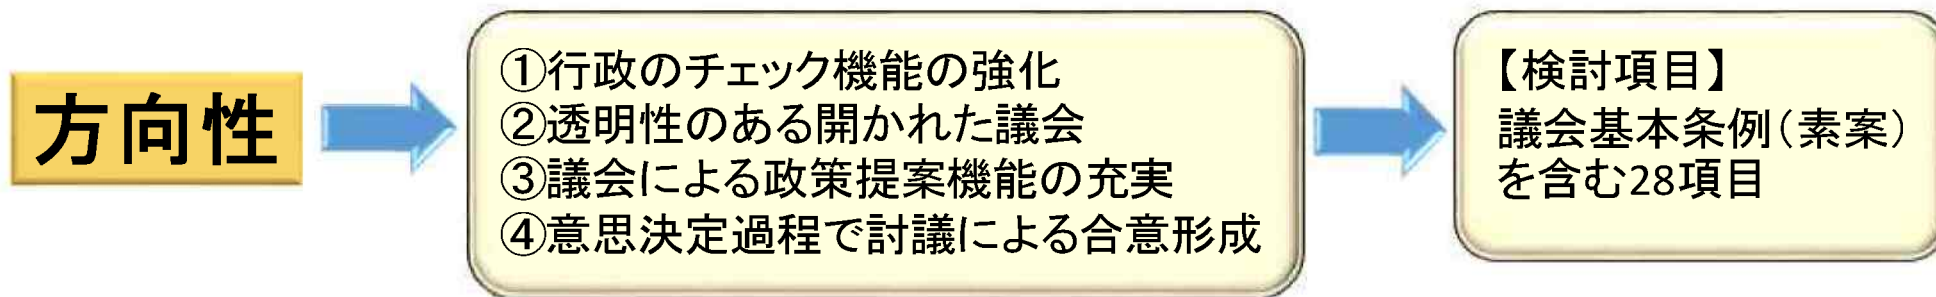 方向性
①行政のチェック機能の強化
②透明性のある開かれた議会
③議会による政策提案機能の充実
④意思決定過程で討議による合意形成
【検討項目】
議会基本条例(素案)
を含む28項目